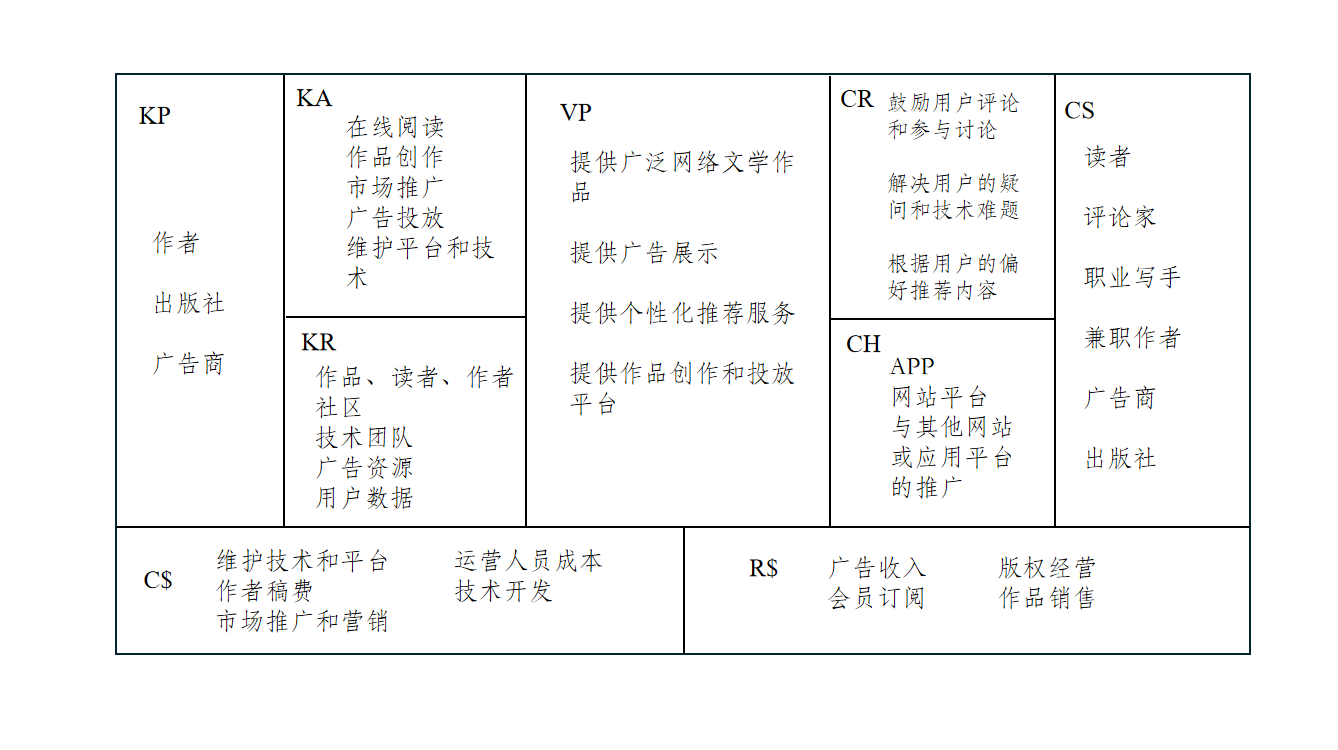 KP
作者
出版社
广告商
KA
在线阅读
作品创作
市场推广
广告投放
维护平台和技
术
KR
作品、读者、作者
社区
技术团队
广告资源
用户数据
VP
提供广泛网络文学作
品
提供广告展示
提供个性化推荐服务
提供作品创作和投放
平台
CR
鼓励用户评论
和参与讨论
解决用户的疑
问和技术难题
根据用户的偏
好推荐内容
CH
APP
网站平台
与其他网站
或应用平台
的推广
CS
读者
评论家
职业写手
兼职作者
广告商
出版社
C$
维护技术和平台
作者稿费
市场推广和营销
运营人员成本
技术开发
R$
广告收入
会员订阅
版权经营
作品销售